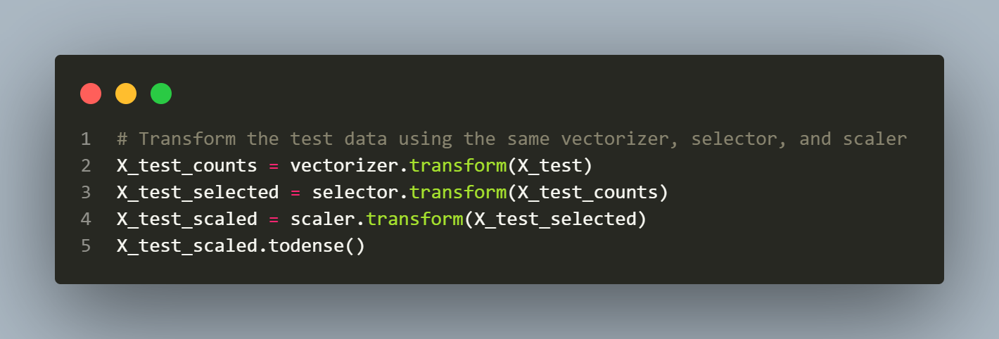 1 # Transform the test data using the same vectorizer, selector, and scaler
2 X_test_counts = vectorizer.transform(X_test)
3 X_test_selected = selector.transform(X_test_counts)
4 X_test_scaled = scaler.transform(X_test_selected)
5 X_test_scaled.todense()